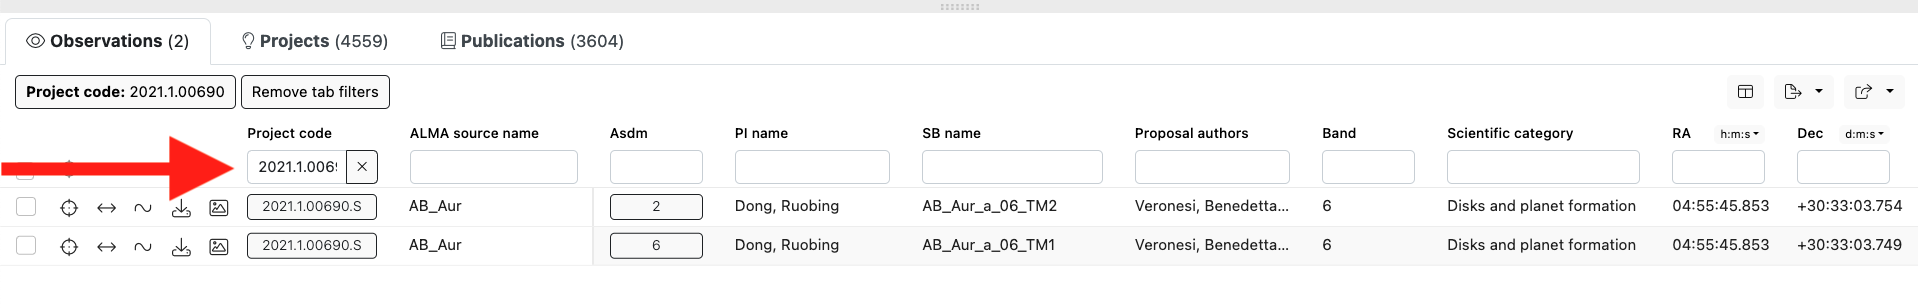 Observations (2) Projects (4559) Publications (3604)
Project code: 2021.1.00690 Remove tab filters
Project code ALMA source name Asdm PI name SB name Proposal authors Band Scientific category RA h:m:s Dec d:m:s
2021.1.0069
2021.1.00690.S AB_Aur 2 Dong, Ruobing AB_Aur_a_06_TM2 Veronesi, Benedetta... 6 Disks and planet formation 04:55:45.853 +30:33:03.754
2021.1.00690.S AB_Aur 6 Dong, Ruobing AB_Aur_a_06_TM1 Veronesi, Benedetta... 6 Disks and planet formation 04:55:45.853 +30:33:03.749